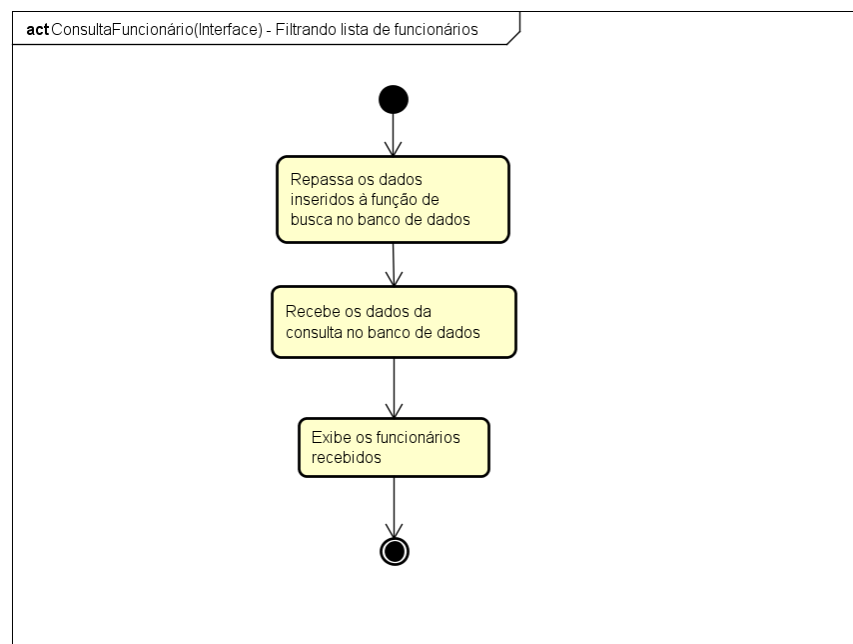 act ConsultaFuncionário(Interface) - Filtrando lista de funcionários
Repassa os dados
inseridos à função de
busca no banco de dados
Recebe os dados da
consulta no banco de dados
Exibe os funcionários
recebidos